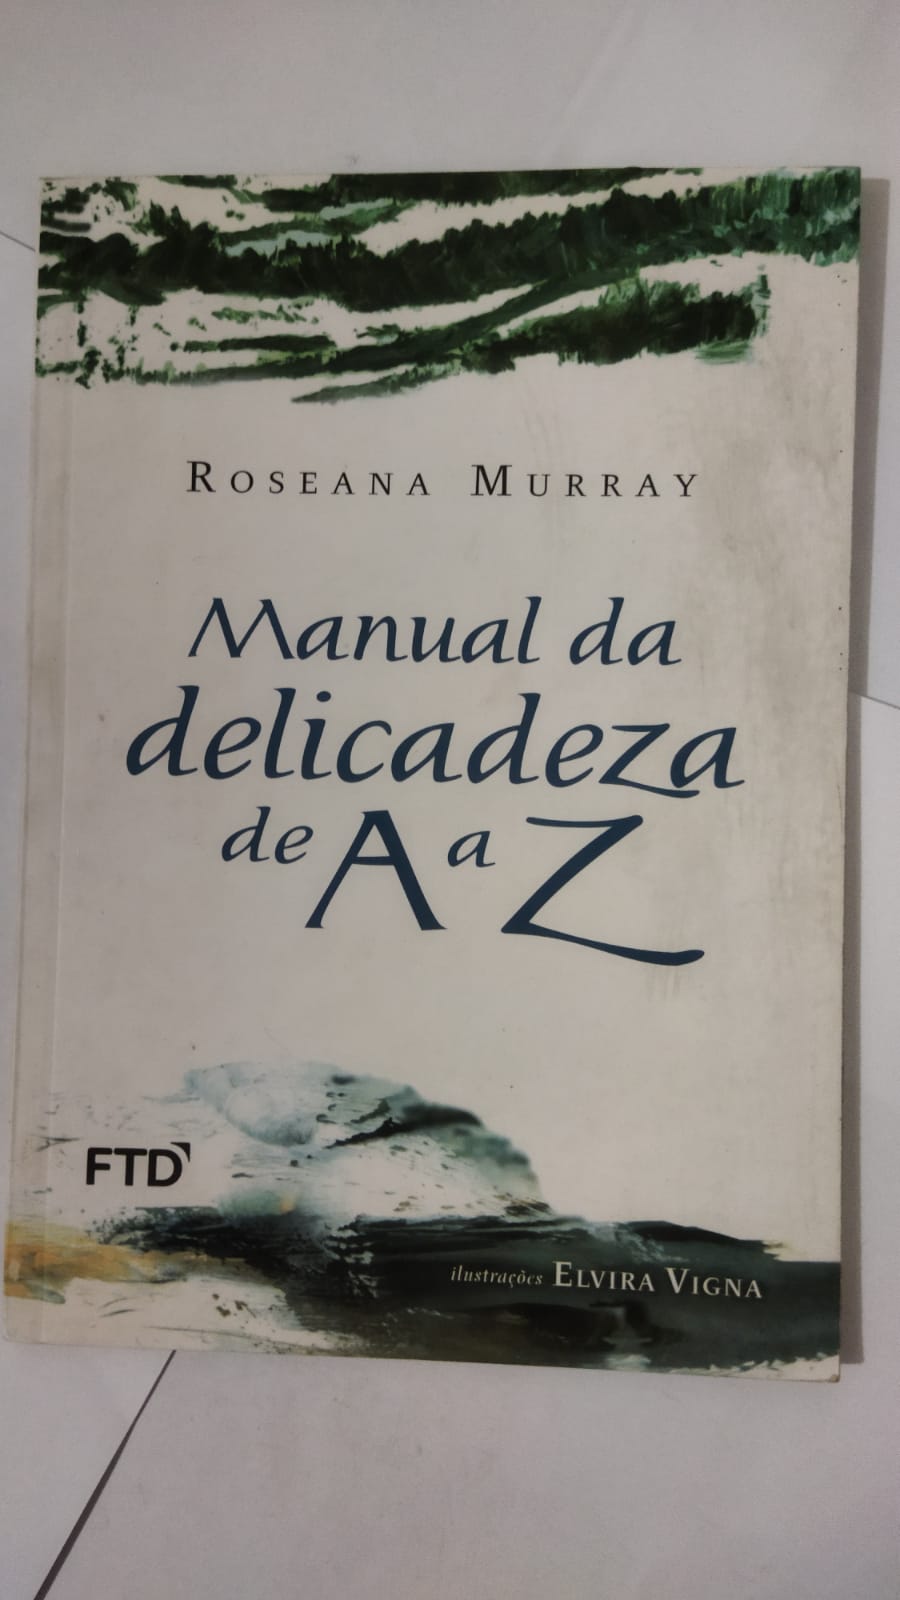 ROSEANA MURRAY
Manual da
delicadeza
de A a Z
FTD
ilustrações ELVIRA VIGNA